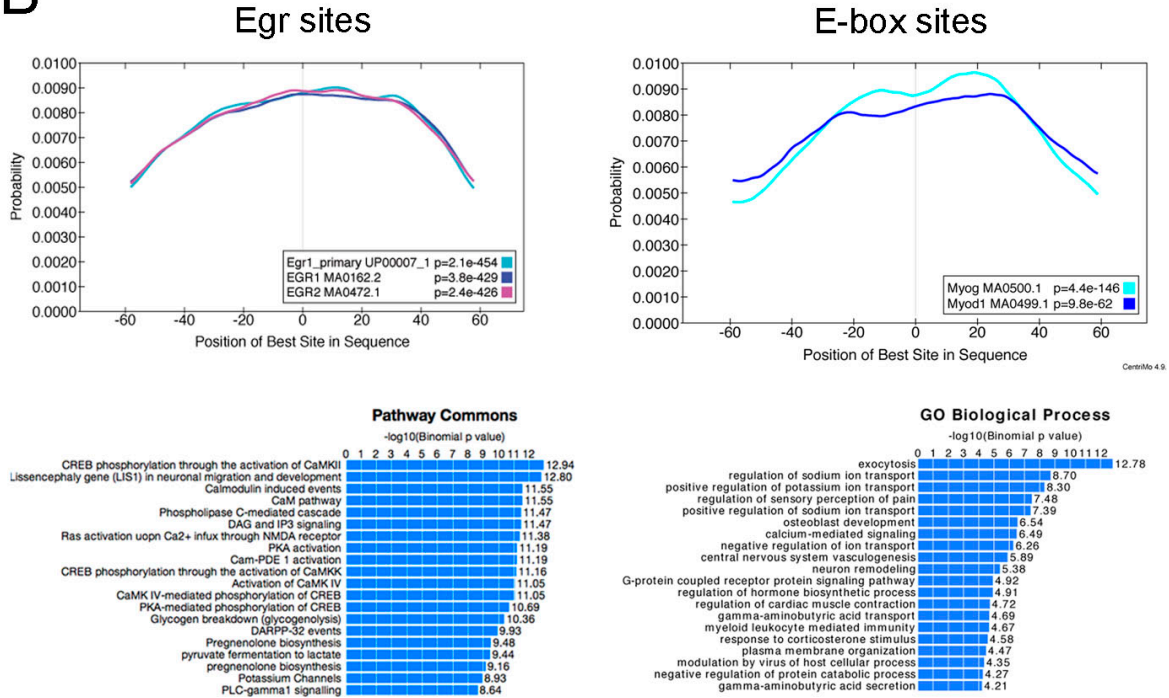 B
Egr sites
0.0100
0.0090
0.0080
0.0070
0.0060
0.0050
0.0040
0.0030
0.0020
0.0010
0.0000
Probability
-60 -40 -20 0 20 40 60
Position of Best Site in Sequence
Egr1_primary UP00007_1 p=2.1e-454
EGR1 MA0162.2 p=3.8e-429
EGR2 MA0472.1 p=2.4e-426
E-box sites
0.0100
0.0090
0.0080
0.0070
0.0060
0.0050
0.0040
0.0030
0.0020
0.0010
0.0000
Probability
-60 -40 -20 0 20 40 60
Position of Best Site in Sequence
Myog MA0500.1 p=4.4e-146
Myod1 MA0499.1 p=9.8e-62
CentriMo 4.9.
Pathway Commons
-log10(Binomial p value)
0 1 2 3 4 5 6 7 8 9 10 11 12
CREB phosphorylation through the activation of CaMKII 12.94
Lissencephaly gene (LIS1) in neuronal migration and development 12.80
Calmodulin induced events 11.55
CaM pathway 11.55
Phospholipase C-mediated cascade 11.47
DAG and IP3 signaling 11.47
Ras activation uopn Ca2+ infux through NMDA receptor 11.38
PKA activation 11.19
Cam-PDE 1 activation 11.19
CREB phosphorylation through the activation of CaMKK 11.16
Activation of CaMK IV 11.05
CaMK IV-mediated phosphorylation of CREB 11.05
PKA-mediated phosphorylation of CREB 10.69
Glycogen breakdown (glycogenolysis) 10.36
DARPP-32 events 9.93
Pregnenolone biosynthesis 9.48
pyruvate fermentation to lactate 9.44
pregnenolone biosynthesis 9.16
Potassium Channels 8.93
PLC-gamma1 signalling 8.64
GO Biological Process
-log10(Binomial p value)
0 1 2 3 4 5 6 7 8 9 10 11 12
exocytosis 12.78
regulation of sodium ion transport 8.70
positive regulation of potassium ion transport 8.30
regulation of sensory perception of pain 7.48
positive regulation of sodium ion transport 7.39
osteoblast development 6.54
calcium-mediated signaling 6.49
negative regulation of ion transport 6.26
central nervous system vasculogenesis 5.89
neuron remodeling 5.38
G-protein coupled receptor protein signaling pathway 4.92
regulation of hormone biosynthetic process 4.91
regulation of cardiac muscle contraction 4.72
gamma-aminobutyric acid transport 4.69
myeloid leukocyte mediated immunity 4.67
response to corticosterone stimulus 4.58
plasma membrane organization 4.47
modulation by virus of host cellular process 4.35
negative regulation of protein catabolic process 4.27
gamma-aminobutyric acid secretion 4.21